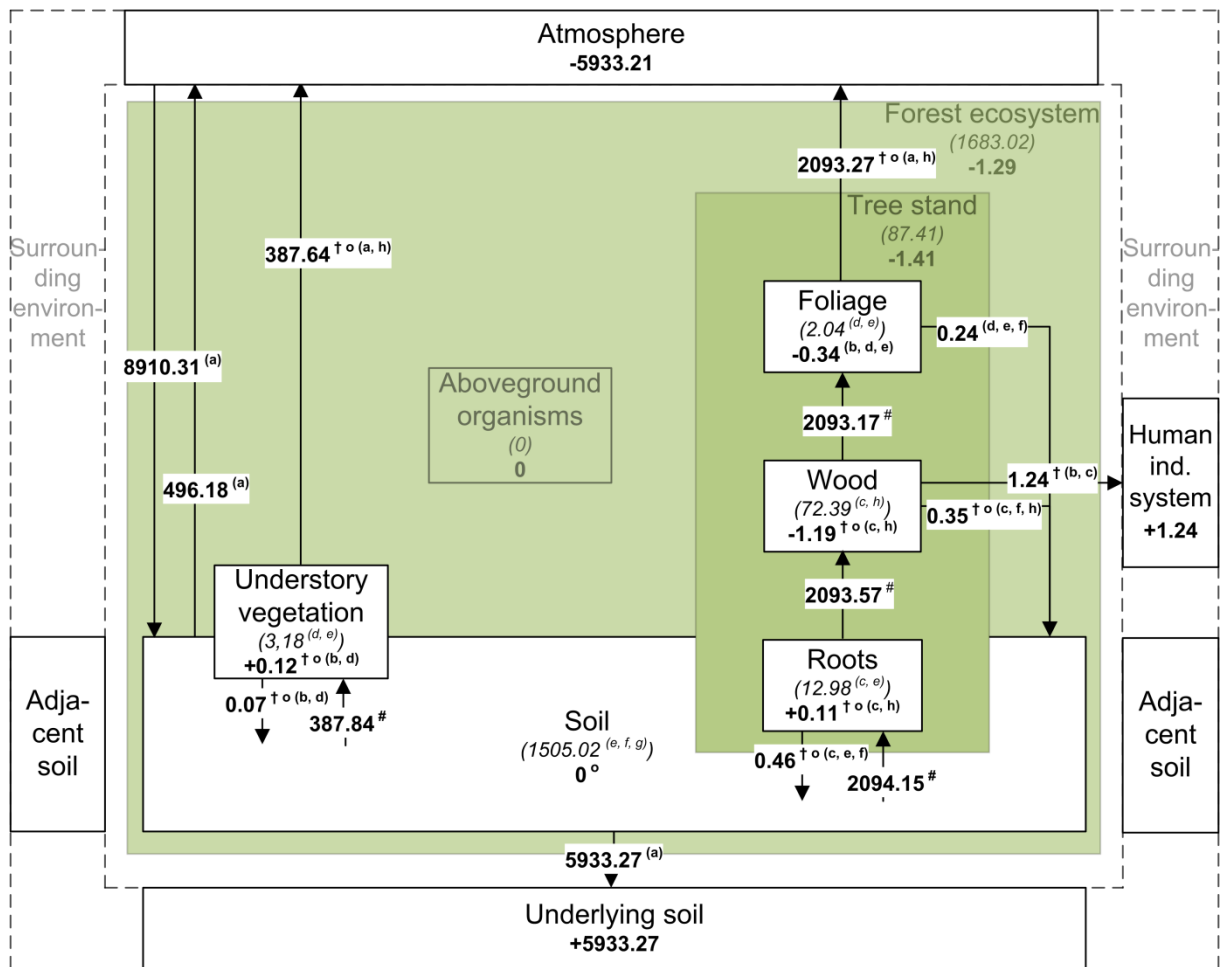 Atmosphere
-5933.21
Forest ecosystem
(1683.02)
-1.29
2093.27 † o (a, h)
Tree stand
(87.41)
-1.41
Surroun-
ding
environ-
ment
387.64 † o (a, h)
Surroun-
ding
environ-
ment
Foliage
(2.04 (d, e))
-0.34 (b, d, e)
0.24 (d, e, f)
8910.31 (a)
Aboveground
organisms
(0)
0
2093.17 #
Human
ind.
system
+1.24
496.18 (a)
Wood
(72.39 (c, h))
-1.19 † o (c, h)
1.24 † (b, c)
0.35 † o (c, f, h)
2093.57 #
Understory
vegetation
(3,18 (d, e))
+0.12 † o (b, d)
0.07 † o (b, d)
387.84 #
Roots
(12.98 (c, e))
+0.11 † o (c, h)
0.46 † o (c, e, f)
2094.15 #
Adja-
cent
soil
Soil
(1505.02 (e, f, g))
0 o
Adja-
cent
soil
5933.27 (a)
Underlying soil
+5933.27